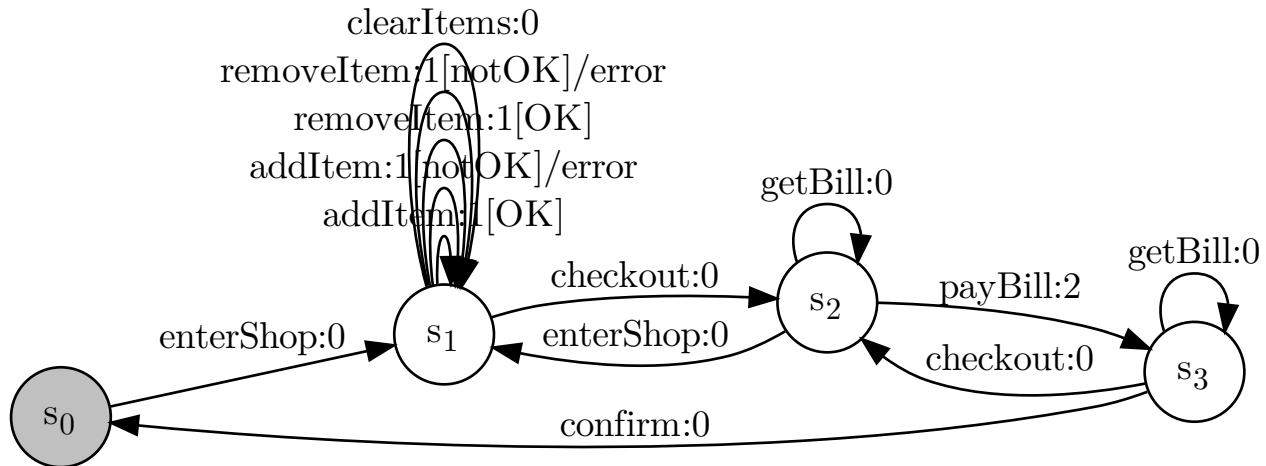 clearItems:0
removeItem:1[notOK]/error
removeItem:1[OK]
addItem:1[notOK]/error
addItem:1[OK]
getBill:0
getBill:0
checkout:0
payBill:2
s2
s1
enterShop:0
enterShop:0
checkout:0
s3
s0
confirm:0